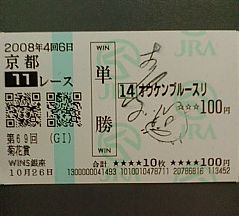 2008年4回6日
京都
11レース
第69回 (GI)
菊花賞
WINS銀座
10月26日
WIN
単勝
WIN
JRA
14オウケンブルースリ
☆☆☆100円
合計 ★★★★10枚 ★★★★100円